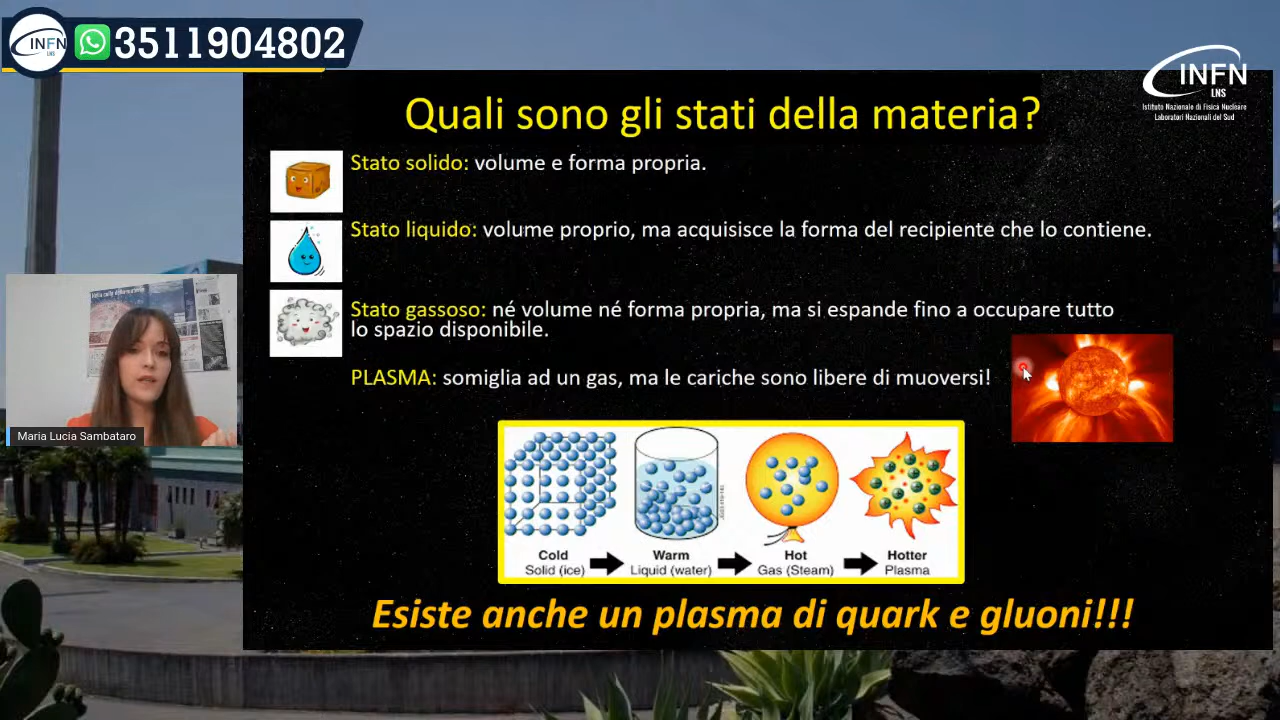 INFN
LNS
3511904802
INFN
LNS
Istituto Nazionale di Fisica Nucleare
Laboratori Nazionali del Sud
Quali sono gli stati della materia?
Stato solido: volume e forma propria.
Stato liquido: volume proprio, ma acquisisce la forma del recipiente che lo contiene.
Stato gassoso: né volume né forma propria, ma si espande fino a occupare tutto
lo spazio disponibile.
PLASMA: somiglia ad un gas, ma le cariche sono libere di muoversi!
Maria Lucia Sambataro
Cold
Solid (ice)
Warm
Liquid (water)
Hot
Gas (Steam)
Hotter
Plasma
Esiste anche un plasma di quark e gluoni!!!